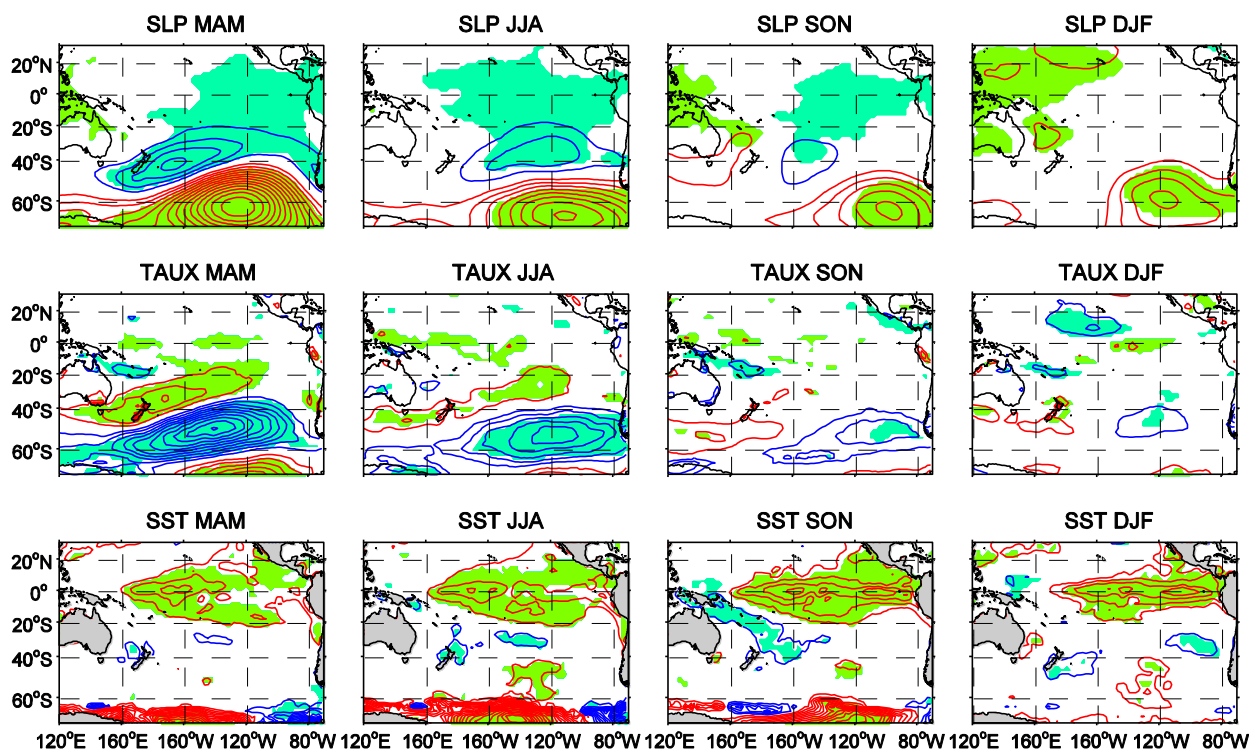 SLP MAM SLP JJA SLP SON SLP DJF
20°N
0°
20°S
40°S
60°S
TAUX MAM TAUX JJA TAUX SON TAUX DJF
20°N
0°
20°S
40°S
60°S
SST MAM SST JJA SST SON SST DJF
20°N
0°
20°S
40°S
60°S
120°E 160°E 160°W 120°W 80°W 120°E 160°E 160°W 120°W 80°W 120°E 160°E 160°W 120°W 80°W 120°E 160°E 160°W 120°W 80°W